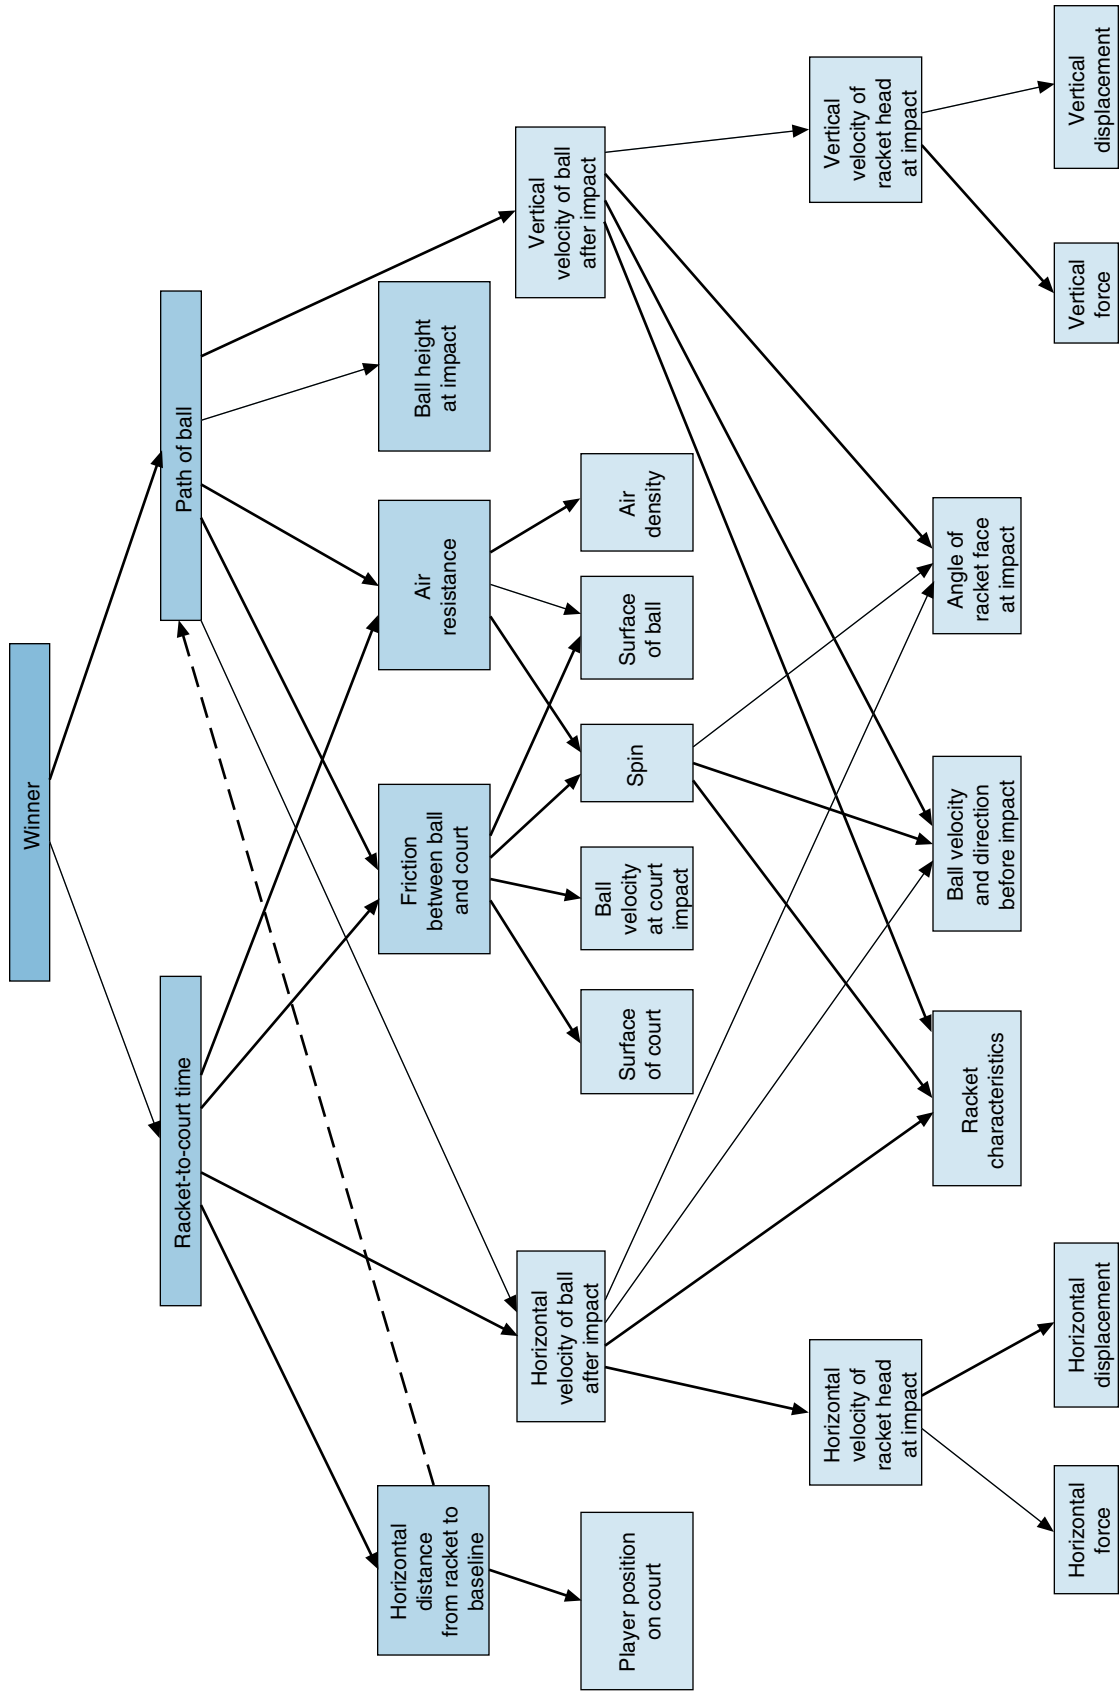 Winner
Racket-to-court time
Path of ball
Horizontal
distance
from racket to
baseline
Friction
between ball
and court
Air
resistance
Ball height
at impact
Horizontal
velocity of ball
after impact
Vertical
velocity of ball
after impact
Player position
on court
Surface
of court
Ball
velocity
at court
impact
Spin
Surface
of ball
Air
density
Horizontal
velocity of
racket head
at impact
Vertical
velocity of
racket head
at impact
Racket
characteristics
Ball velocity
and direction
before impact
Angle of
racket face
at impact
Horizontal
force
Horizontal
displacement
Vertical
force
Vertical
displacement